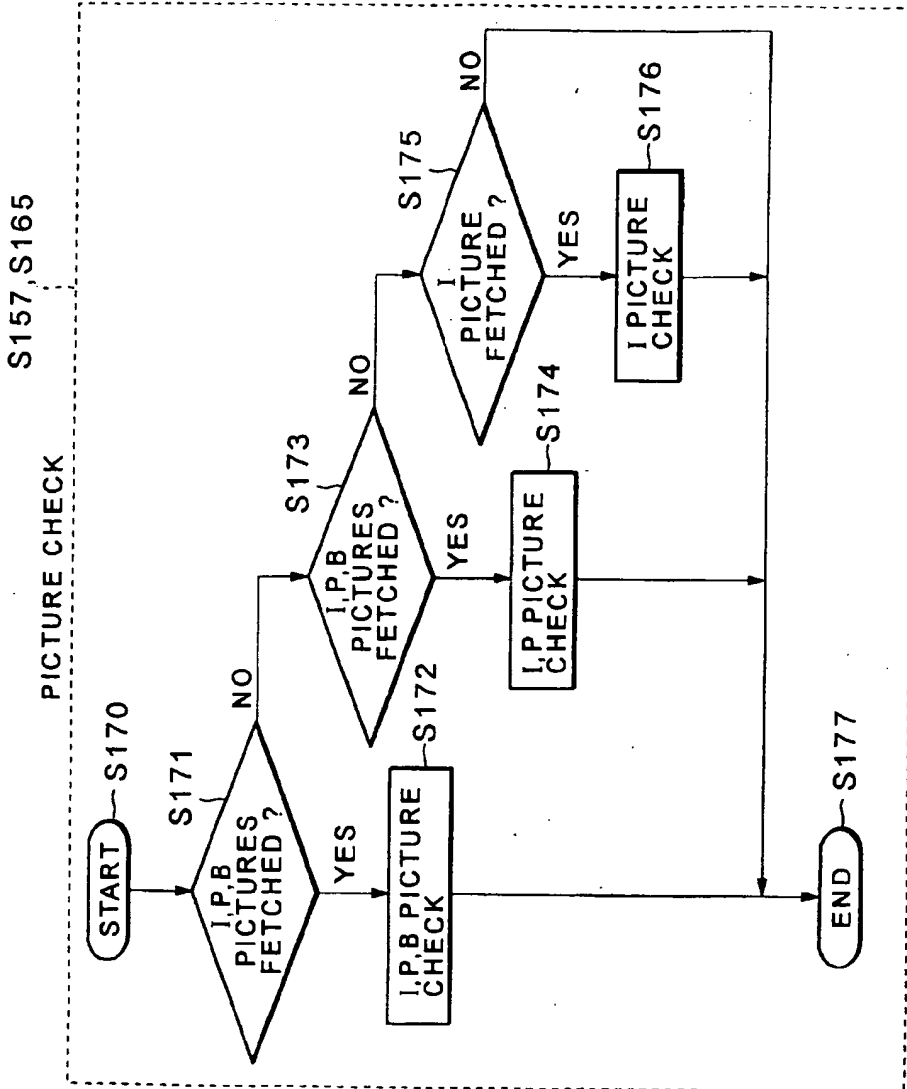 S157, S165
PICTURE CHECK
START
S170
I,P,B
PICTURES
FETCHED ?
S171
NO
YES
I,P,B PICTURE
CHECK
S172
I,P,B
PICTURES
FETCHED ?
S173
NO
YES
I,P PICTURE
CHECK
S174
I
PICTURE
FETCHED ?
S175
NO
YES
I PICTURE
CHECK
S176
END
S177